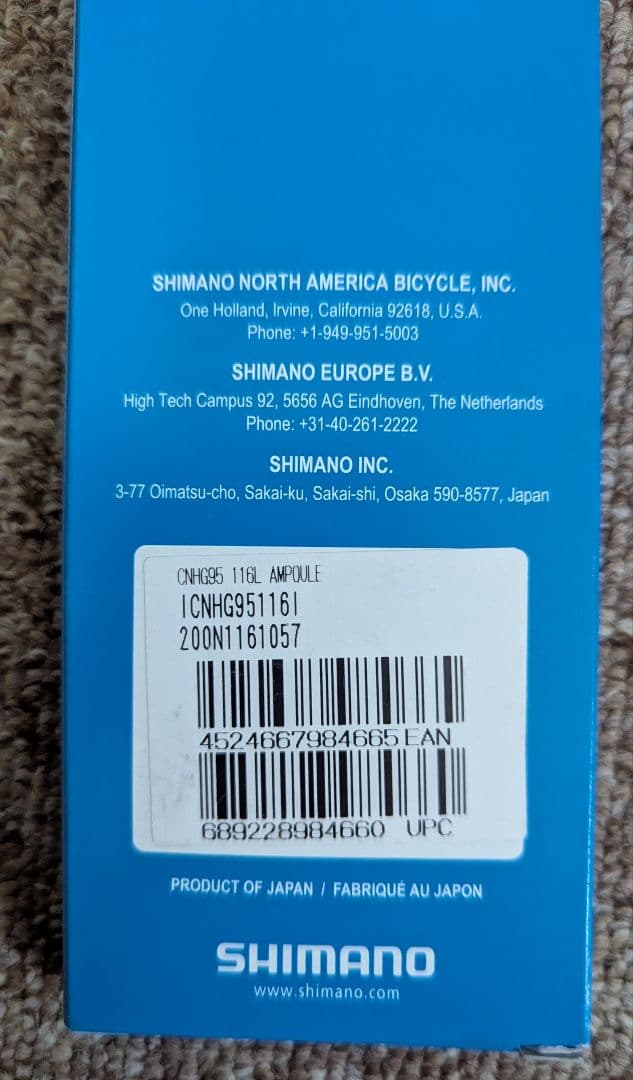 SHIMANO NORTH AMERICA BICYCLE, INC.
One Holland, Irvine, California 92618, U.S.A.
Phone: +1-949-951-5003
SHIMANO EUROPE B.V.
High Tech Campus 92, 5656 AG Eindhoven, The Netherlands
Phone: +31-40-261-2222
SHIMANO INC.
3-77 Oimatsu-cho, Sakai-ku, Sakai-shi, Osaka 590-8577, Japan
CNHG95 116L AMPOULE
ICNHG95116I
200N1161057
4524667984665 EAN
689228984660 UPC
PRODUCT OF JAPAN / FABRIQUÉ AU JAPON
SHIMANO
www.shimano.com